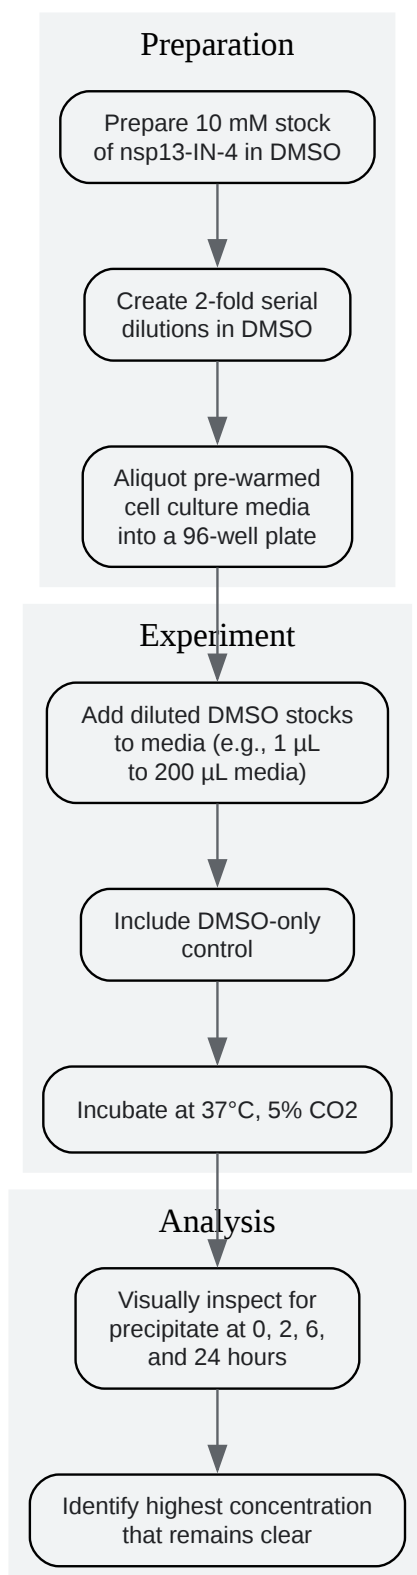 Preparation
Prepare 10 mM stock
of nsp13-IN-4 in DMSO
Create 2-fold serial
dilutions in DMSO
Aliquot pre-warmed
cell culture media
into a 96-well plate
Experiment
Add diluted DMSO stocks
to media (e.g., 1 µL
to 200 µL media)
Include DMSO-only
control
Incubate at 37°C, 5% CO2
Analysis
Visually inspect for
precipitate at 0, 2, 6,
and 24 hours
Identify highest concentration
that remains clear